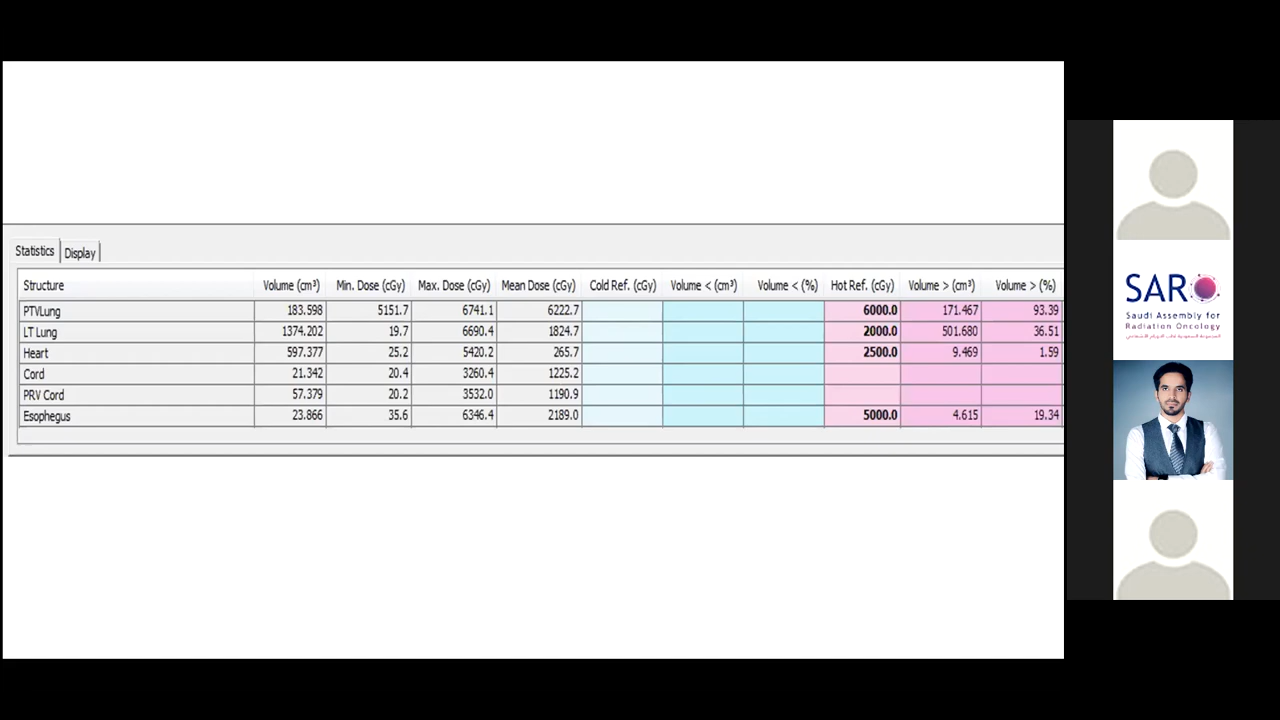 Statistics Display
Structure Volume (cm³) Min. Dose (cGy) Max. Dose (cGy) Mean Dose (cGy) Cold Ref. (cGy) Volume < (cm³) Volume < (%) Hot Ref. (cGy) Volume > (cm³) Volume > (%)
PTVLung 183.598 5151.7 6741.1 6222.7 6000.0 171.467 93.39
LT Lung 1374.202 19.7 6690.4 1824.7 2000.0 501.680 36.51
Heart 597.377 25.2 5420.2 265.7 2500.0 9.469 1.59
Cord 21.342 20.4 3260.4 1225.2
PRV Cord 57.379 20.2 3532.0 1190.9
Esophegus 23.866 35.6 6346.4 2189.0 5000.0 4.615 19.34
SARO
Saudi Assembly for
Radiation Oncology